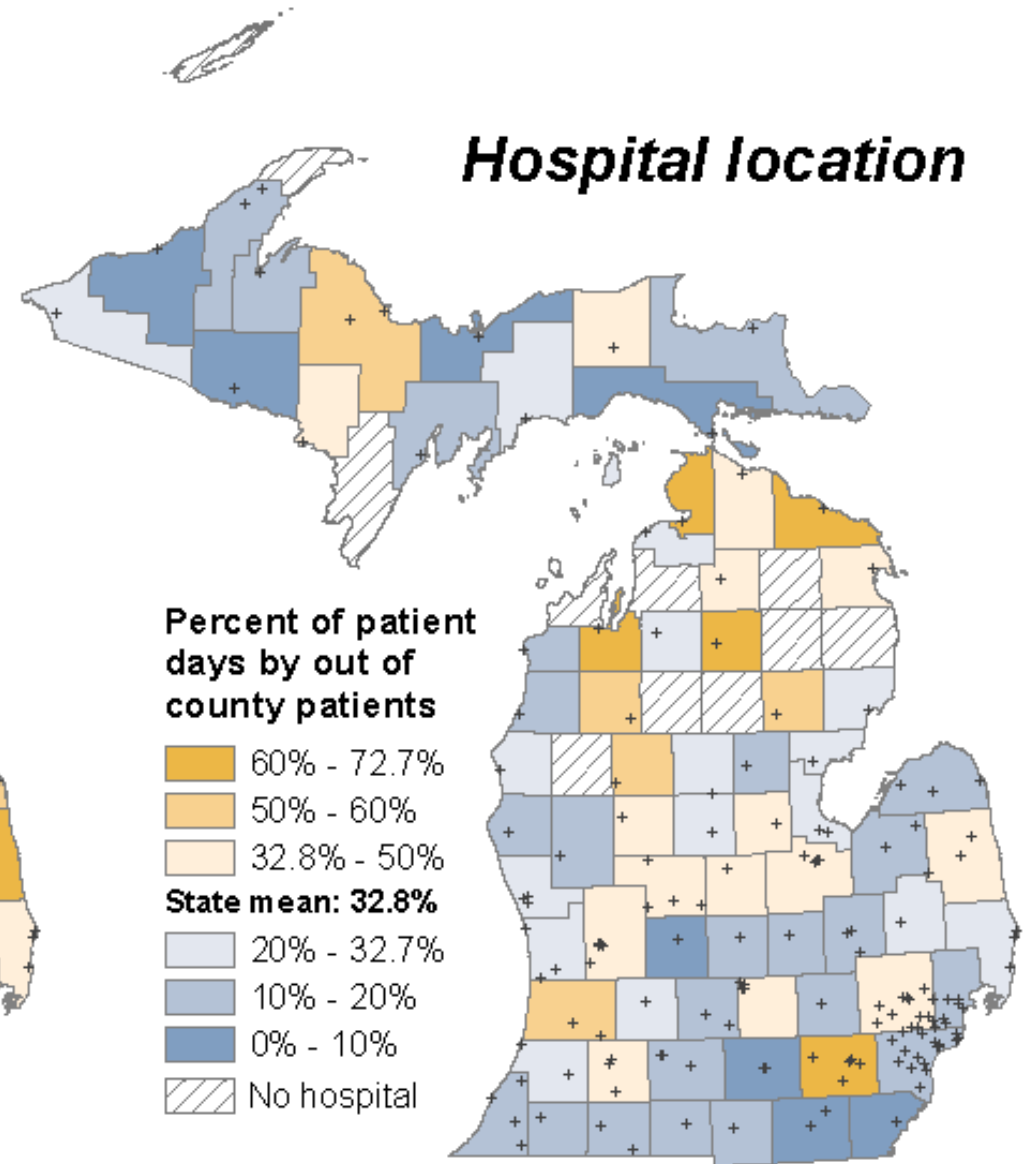 Hospital location
Percent of patient
days by out of
county patients
60% - 72.7%
50% - 60%
32.8% - 50%
State mean: 32.8%
20% - 32.7%
10% - 20%
0% - 10%
No hospital